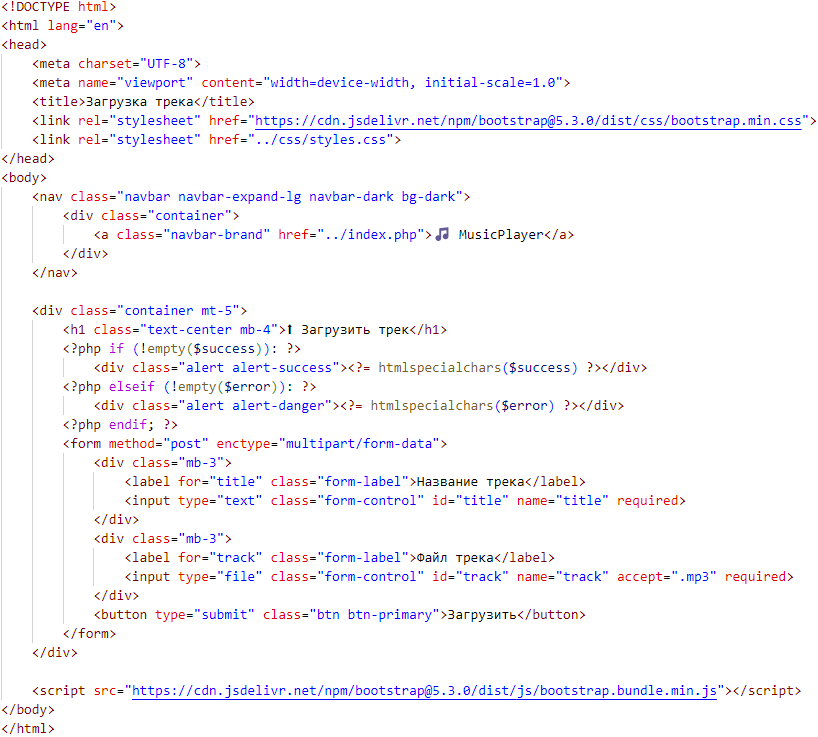 <!DOCTYPE html>
<html lang="en">
<head>
    <meta charset="UTF-8">
    <meta name="viewport" content="width=device-width, initial-scale=1.0">
    <title>Загрузка трека</title>
    <link rel="stylesheet" href="https://cdn.jsdelivr.net/npm/bootstrap@5.3.0/dist/css/bootstrap.min.css">
    <link rel="stylesheet" href="../css/styles.css">
</head>
<body>
    <nav class="navbar navbar-expand-lg navbar-dark bg-dark">
        <div class="container">
            <a class="navbar-brand" href="../index.php">🎵 MusicPlayer</a>
        </div>
    </nav>

    <div class="container mt-5">
        <h1 class="text-center mb-4">⬆ Загрузить трек</h1>
        <?php if (!empty($success)): ?>
            <div class="alert alert-success"><?= htmlspecialchars($success) ?></div>
        <?php elseif (!empty($error)): ?>
            <div class="alert alert-danger"><?= htmlspecialchars($error) ?></div>
        <?php endif; ?>
        <form method="post" enctype="multipart/form-data">
            <div class="mb-3">
                <label for="title" class="form-label">Название трека</label>
                <input type="text" class="form-control" id="title" name="title" required>
            </div>
            <div class="mb-3">
                <label for="track" class="form-label">Файл трека</label>
                <input type="file" class="form-control" id="track" name="track" accept=".mp3" required>
            </div>
            <button type="submit" class="btn btn-primary">Загрузить</button>
        </form>
    </div>

    <script src="https://cdn.jsdelivr.net/npm/bootstrap@5.3.0/dist/js/bootstrap.bundle.min.js"></script>
</body>
</html>